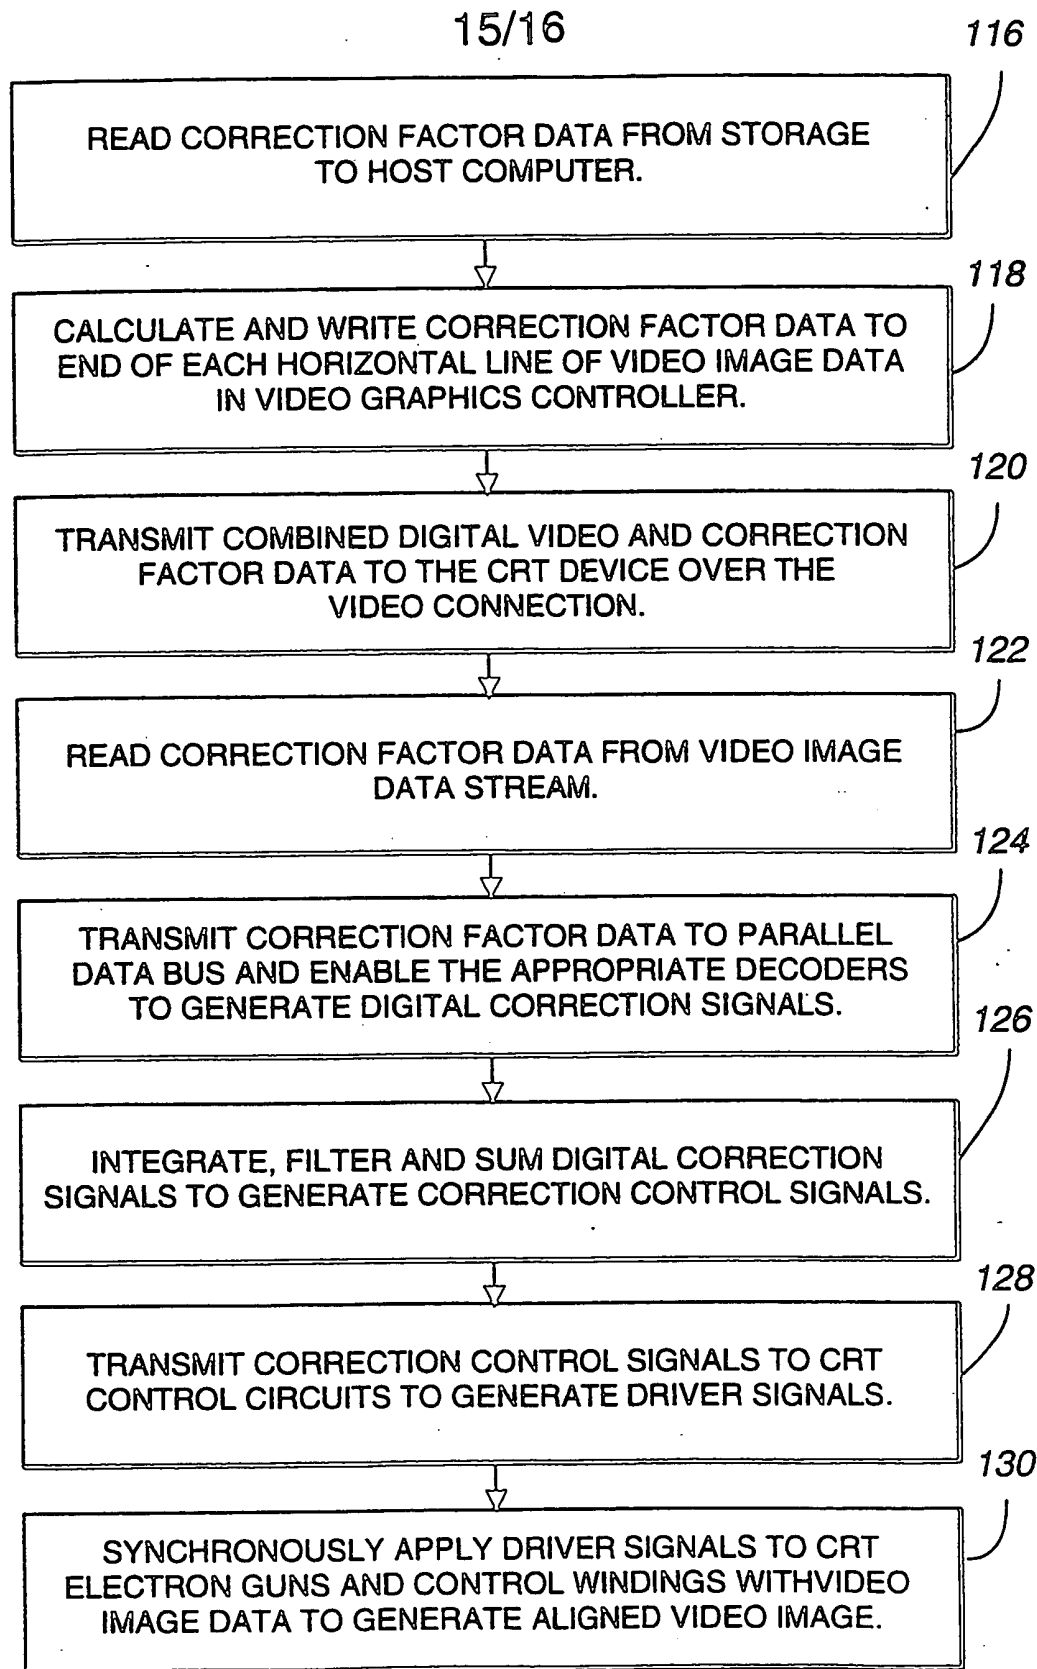 15/16
116
READ CORRECTION FACTOR DATA FROM STORAGE
TO HOST COMPUTER.
118
CALCULATE AND WRITE CORRECTION FACTOR DATA TO
END OF EACH HORIZONTAL LINE OF VIDEO IMAGE DATA
IN VIDEO GRAPHICS CONTROLLER.
120
TRANSMIT COMBINED DIGITAL VIDEO AND CORRECTION
FACTOR DATA TO THE CRT DEVICE OVER THE
VIDEO CONNECTION.
122
READ CORRECTION FACTOR DATA FROM VIDEO IMAGE
DATA STREAM.
124
TRANSMIT CORRECTION FACTOR DATA TO PARALLEL
DATA BUS AND ENABLE THE APPROPRIATE DECODERS
TO GENERATE DIGITAL CORRECTION SIGNALS.
126
INTEGRATE, FILTER AND SUM DIGITAL CORRECTION
SIGNALS TO GENERATE CORRECTION CONTROL SIGNALS.
128
TRANSMIT CORRECTION CONTROL SIGNALS TO CRT
CONTROL CIRCUITS TO GENERATE DRIVER SIGNALS.
130
SYNCHRONOUSLY APPLY DRIVER SIGNALS TO CRT
ELECTRON GUNS AND CONTROL WINDINGS WITHVIDEO
IMAGE DATA TO GENERATE ALIGNED VIDEO IMAGE.